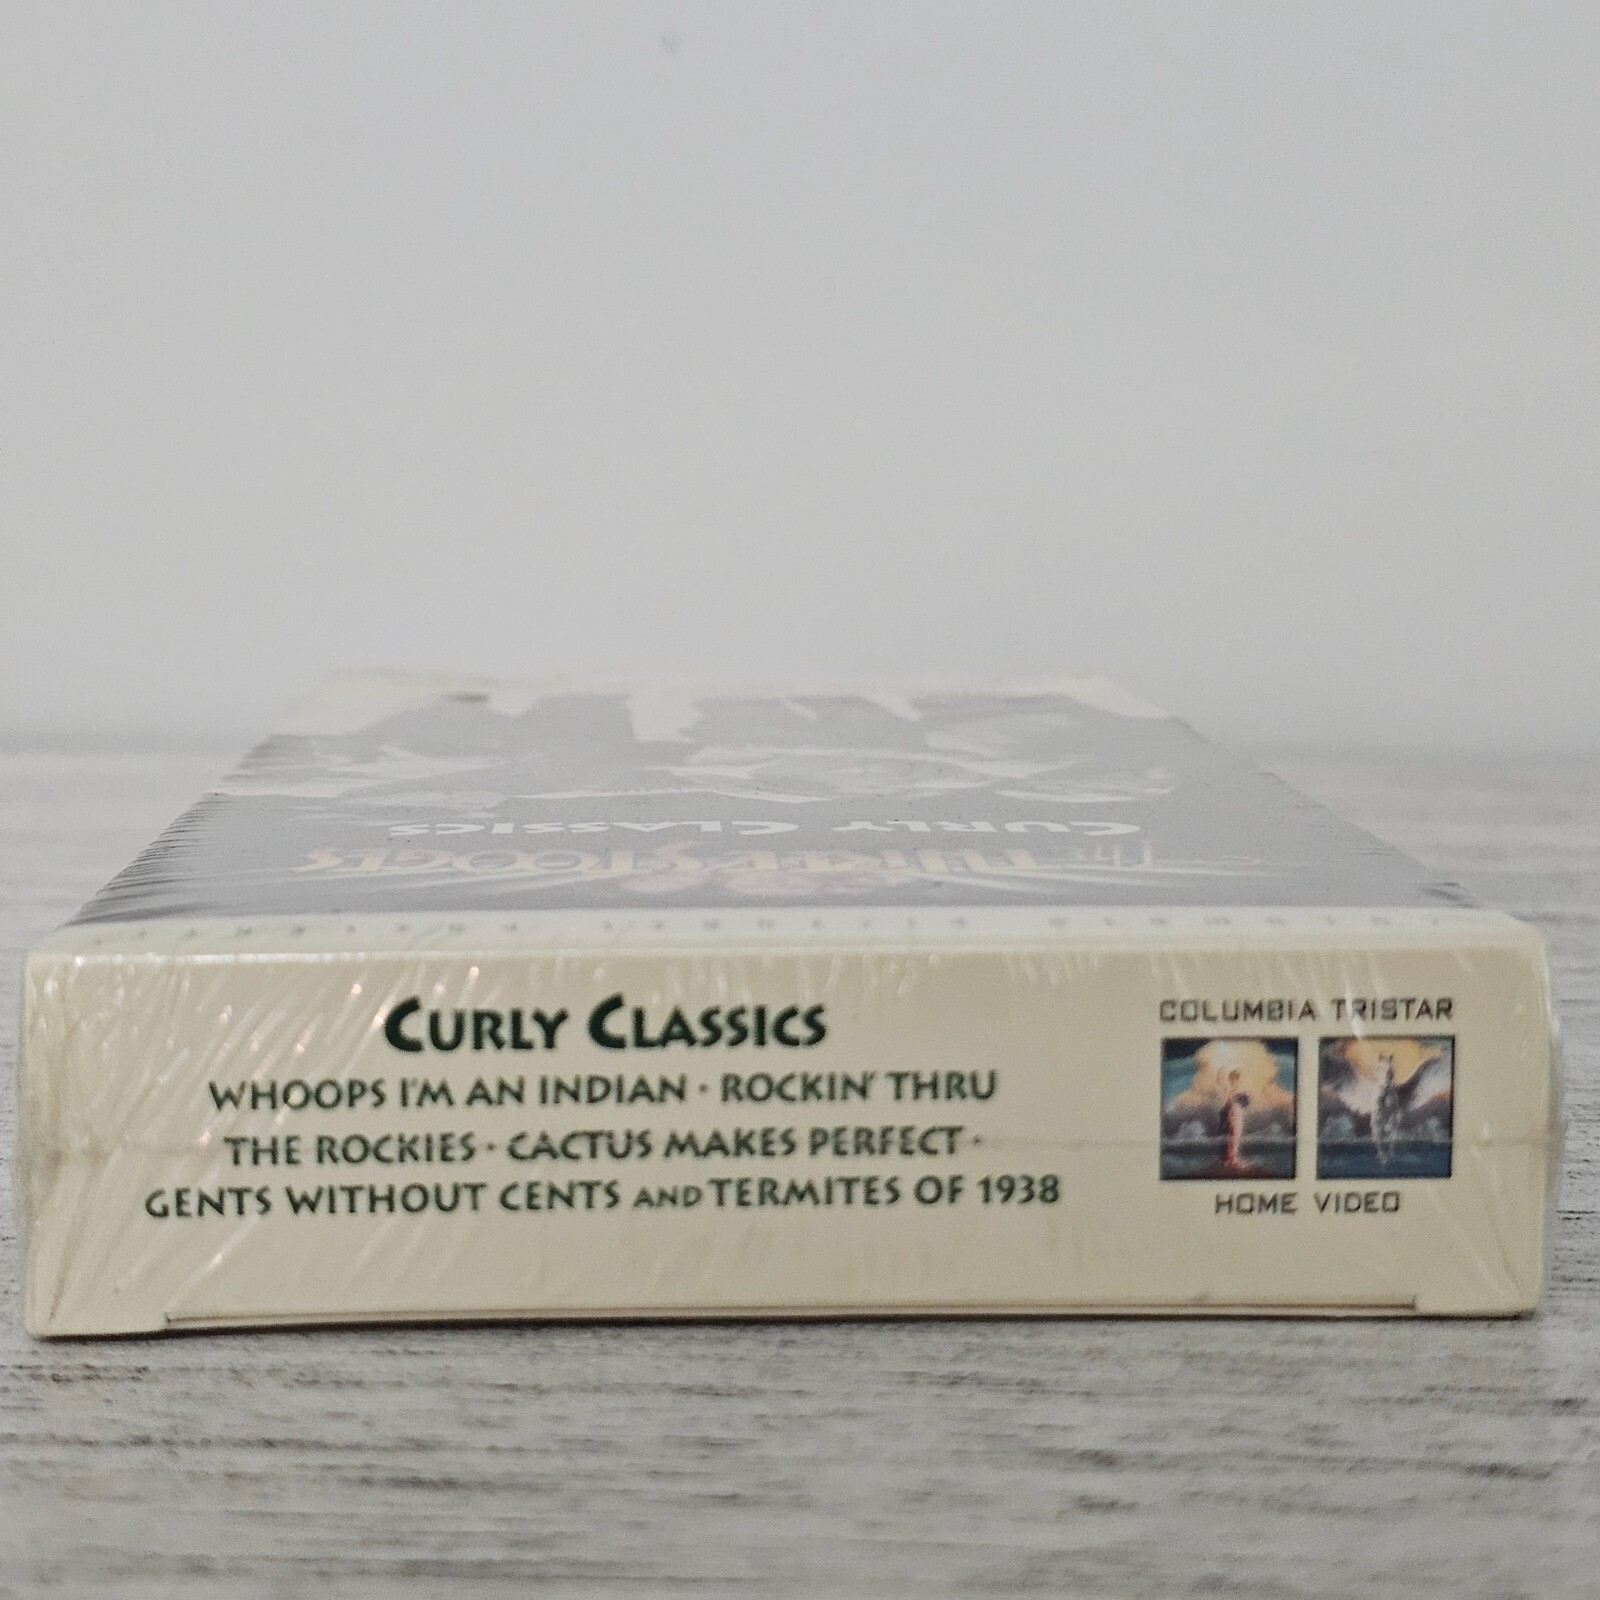 CURLY CLASSICS
The THREE STOOGES
CURLY CLASSICS
WHOOPS I'M AN INDIAN · ROCKIN' THRU
THE ROCKIES · CACTUS MAKES PERFECT ·
GENTS WITHOUT CENTS AND TERMITES OF 1938
COLUMBIA TRISTAR
HOME VIDEO